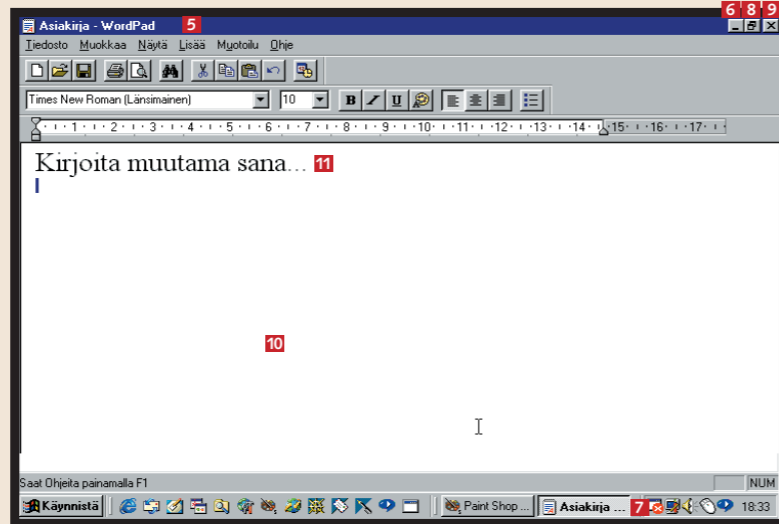 6 8 9
Asiakirja - WordPad 5
Tiedosto Muokkaa Näytä Lisää Muotoilu Ohje
Times New Roman (Länsimainen) 10 B / U
1 2 3 4 5 6 7 8 9 10 11 12 13 14 15 16 17
Kirjoita muutama sana... 11
10
Saat Ohjeita painamalla F1 NUM
Käynnistä Paint Shop ... Asiakirja ... 7 18:33